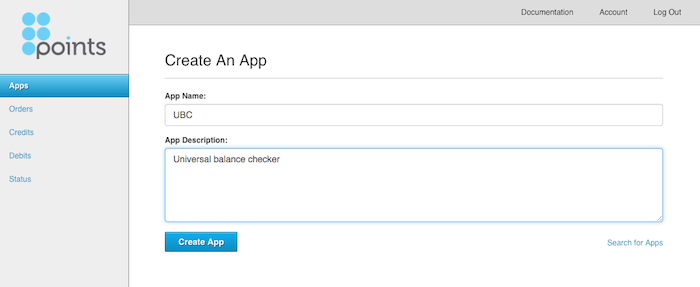 Documentation Account Log Out
points
Apps
Orders
Credits
Debits
Status
Create An App
App Name:
UBC
App Description:
Universal balance checker
Create App
Search for Apps